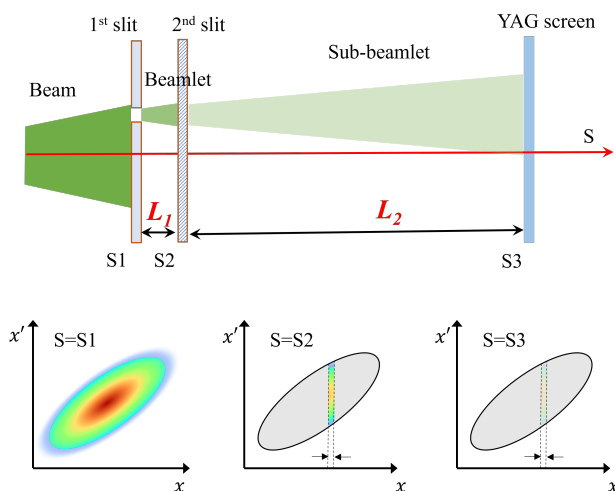 1st slit
2nd slit
YAG screen
Sub-beamlet
Beam
Beamlet
S
L1
L2
S1
S2
S3
x′
S=S1
x
x′
S=S2
x
x′
S=S3
x